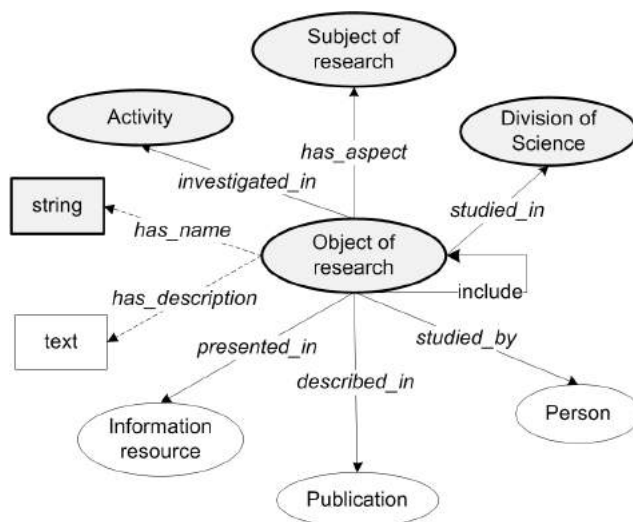 Subject of
research
Activity
Division of
Science
has_aspect
investigated_in
string
studied_in
has_name
Object of
research
has_description
include
text
presented_in
studied_by
described_in
Information
resource
Person
Publication